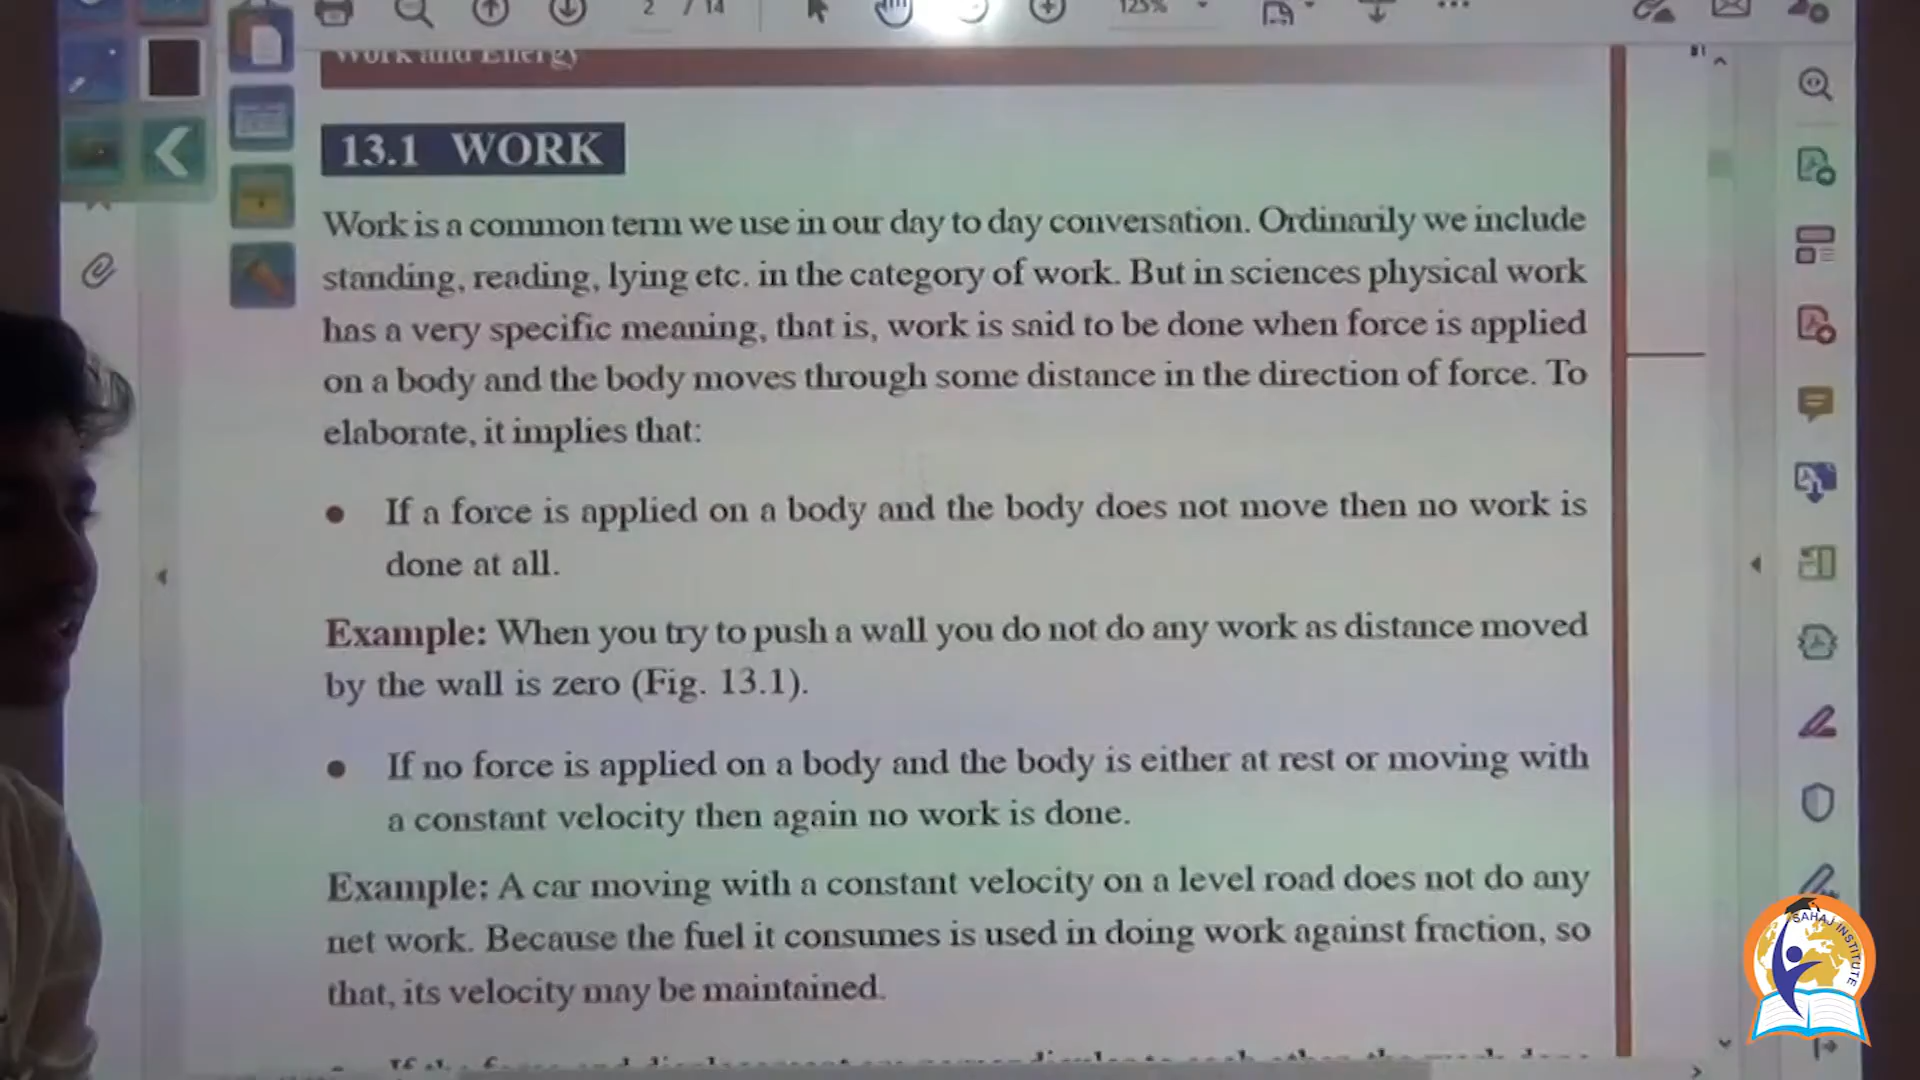 2 / 14
125%
Work and Energy
13.1 WORK
Work is a common term we use in our day to day conversation. Ordinarily we include
standing, reading, lying etc. in the category of work. But in sciences physical work
has a very specific meaning, that is, work is said to be done when force is applied
on a body and the body moves through some distance in the direction of force. To
elaborate, it implies that:
• If a force is applied on a body and the body does not move then no work is
done at all.
Example: When you try to push a wall you do not do any work as distance moved
by the wall is zero (Fig. 13.1).
• If no force is applied on a body and the body is either at rest or moving with
a constant velocity then again no work is done.
Example: A car moving with a constant velocity on a level road does not do any
net work. Because the fuel it consumes is used in doing work against fraction, so
that, its velocity may be maintained.
SAHAJ INSTITUTE